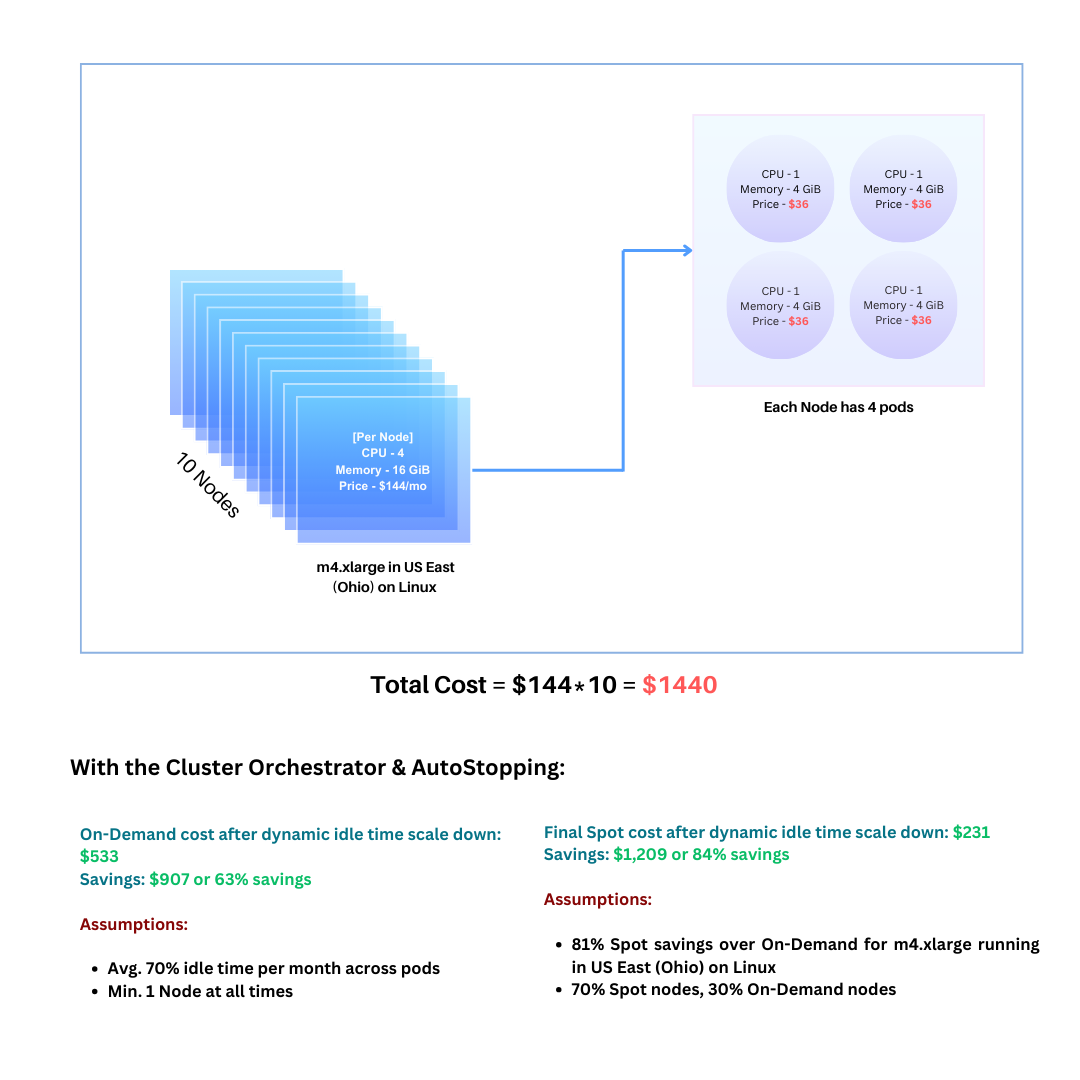 CPU - 1
Memory - 4 GiB
Price - $36
CPU - 1
Memory - 4 GiB
Price - $36
CPU - 1
Memory - 4 GiB
Price - $36
CPU - 1
Memory - 4 GiB
Price - $36
Each Node has 4 pods
[Per Node]
CPU - 4
Memory - 16 GiB
Price - $144/mo
10 Nodes
m4.xlarge in US East
(Ohio) on Linux
Total Cost = $144*10 = $1440
With the Cluster Orchestrator & AutoStopping:
On-Demand cost after dynamic idle time scale down:
$533
Savings: $907 or 63% savings
Assumptions:
• Avg. 70% idle time per month across pods
• Min. 1 Node at all times
Final Spot cost after dynamic idle time scale down: $231
Savings: $1,209 or 84% savings
Assumptions:
• 81% Spot savings over On-Demand for m4.xlarge running
in US East (Ohio) on Linux
• 70% Spot nodes, 30% On-Demand nodes